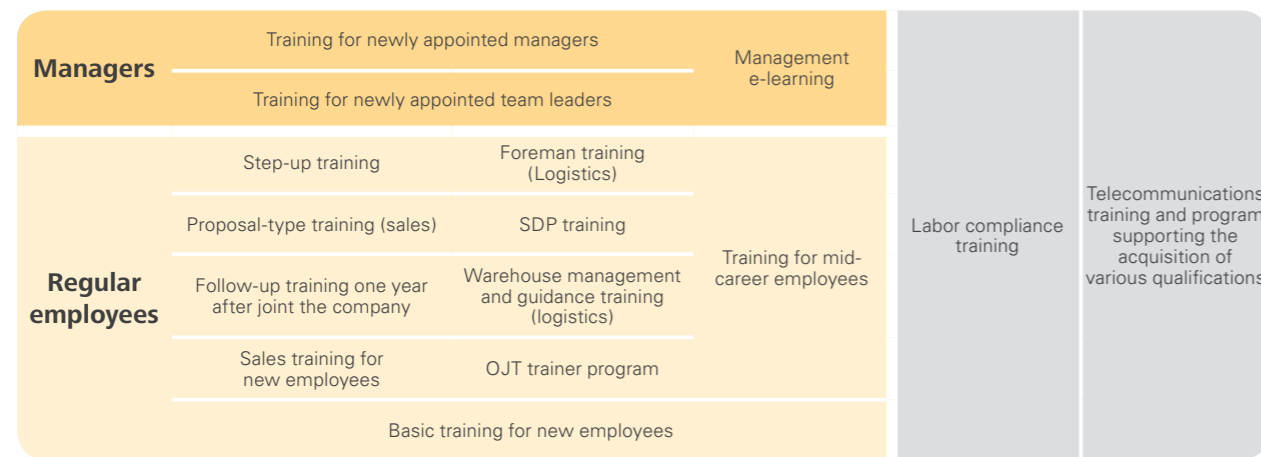 Managers
Training for newly appointed managers
Training for newly appointed team leaders
Management
e-learning
Regular
employees
Step-up training
Foreman training
(Logistics)
Proposal-type training (sales)
SDP training
Follow-up training one year
after joint the company
Warehouse management
and guidance training
(logistics)
Sales training for
new employees
OJT trainer program
Training for mid-
career employees
Basic training for new employees
Labor compliance
training
Telecommunications
training and program
supporting the
acquisition of
various qualifications